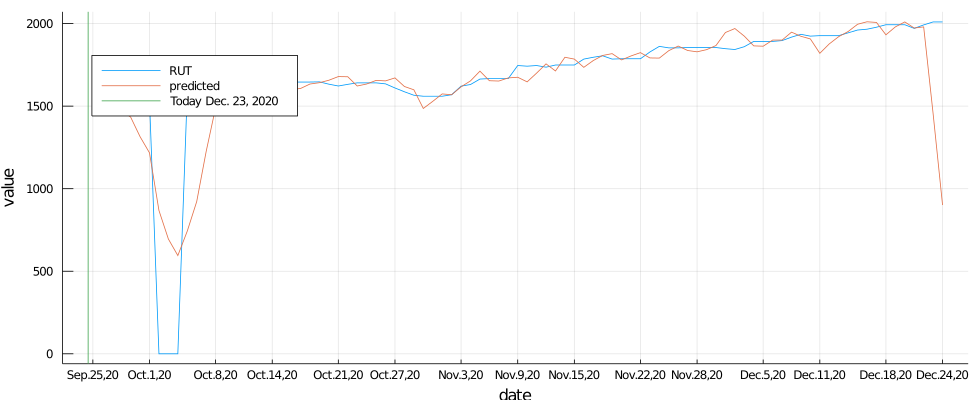 2000
1500
1000
500
0
value
RUT
predicted
Today Dec. 23, 2020
Sep.25,20 Oct.1,20 Oct.8,20 Oct.14,20 Oct.21,20 Oct.27,20 Nov.3,20 Nov.9,20 Nov.15,20 Nov.22,20 Nov.28,20 Dec.5,20 Dec.11,20 Dec.18,20 Dec.24,20
date